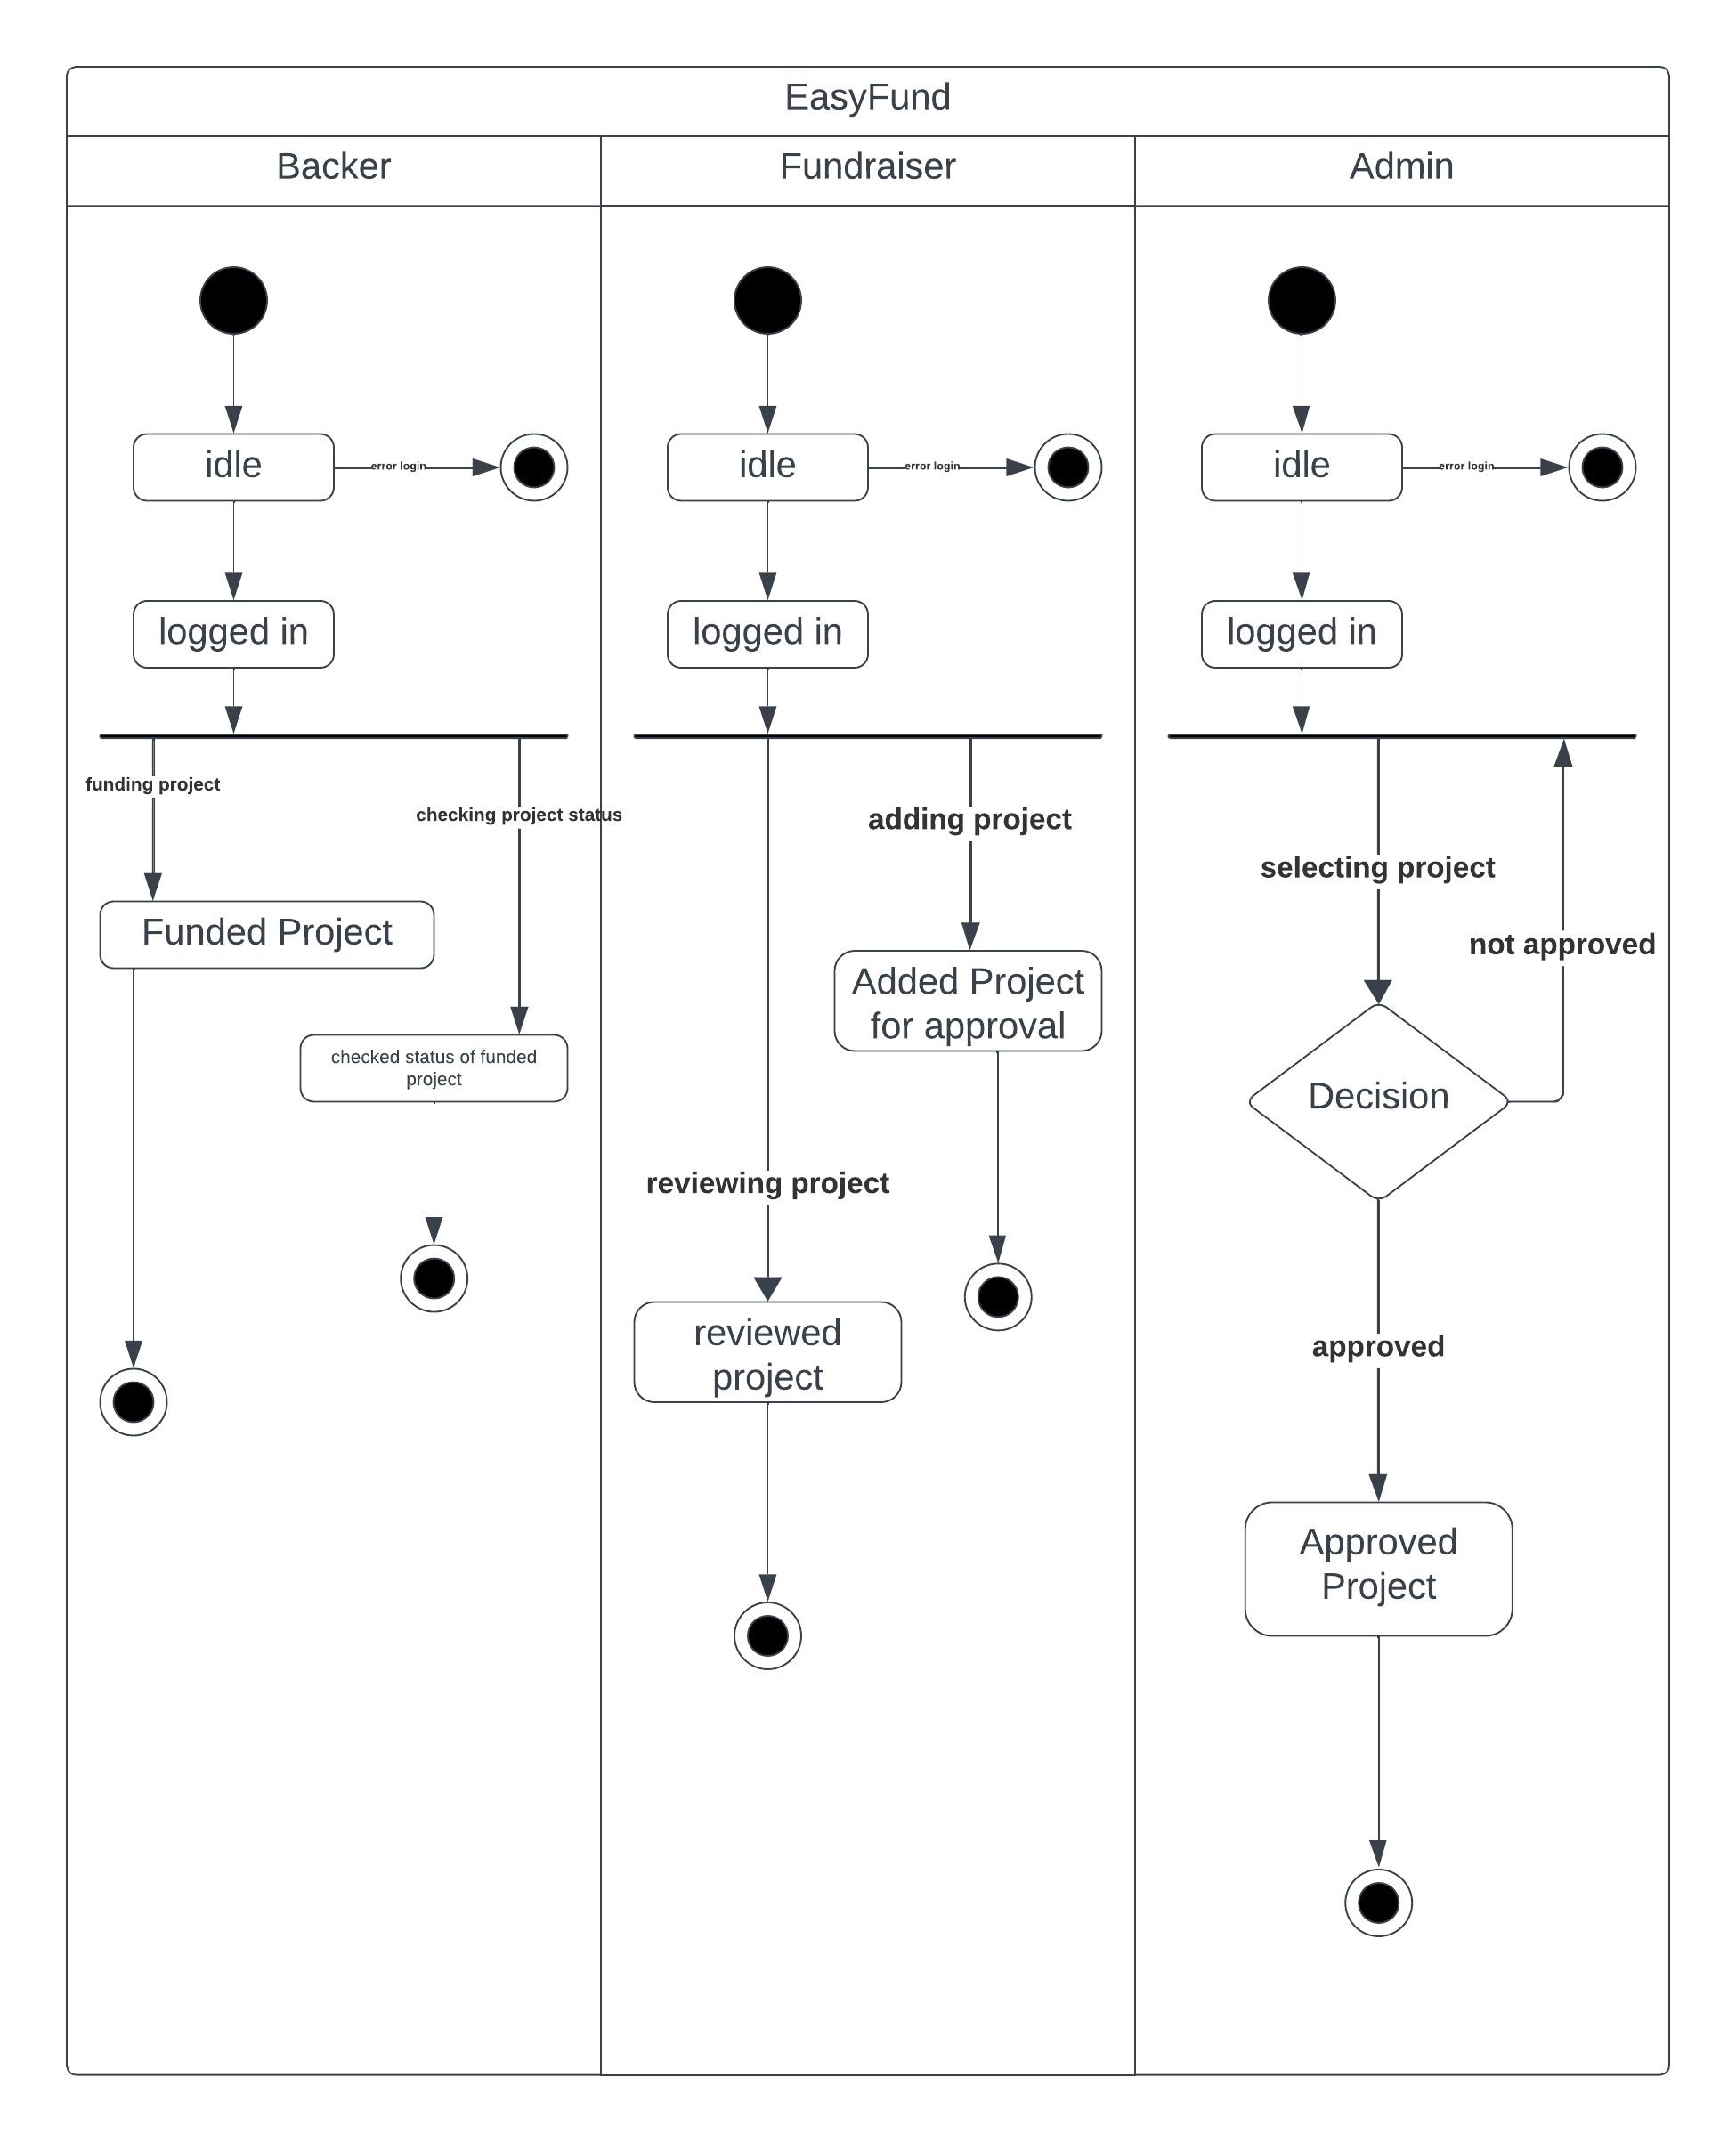 EasyFund
Backer
Fundraiser
Admin
idle
error login
idle
error login
idle
error login
logged in
logged in
logged in
funding project
checking project status
adding project
selecting project
not approved
Funded Project
Added Project
for approval
checked status of funded
project
Decision
reviewing project
reviewed
project
approved
Approved
Project